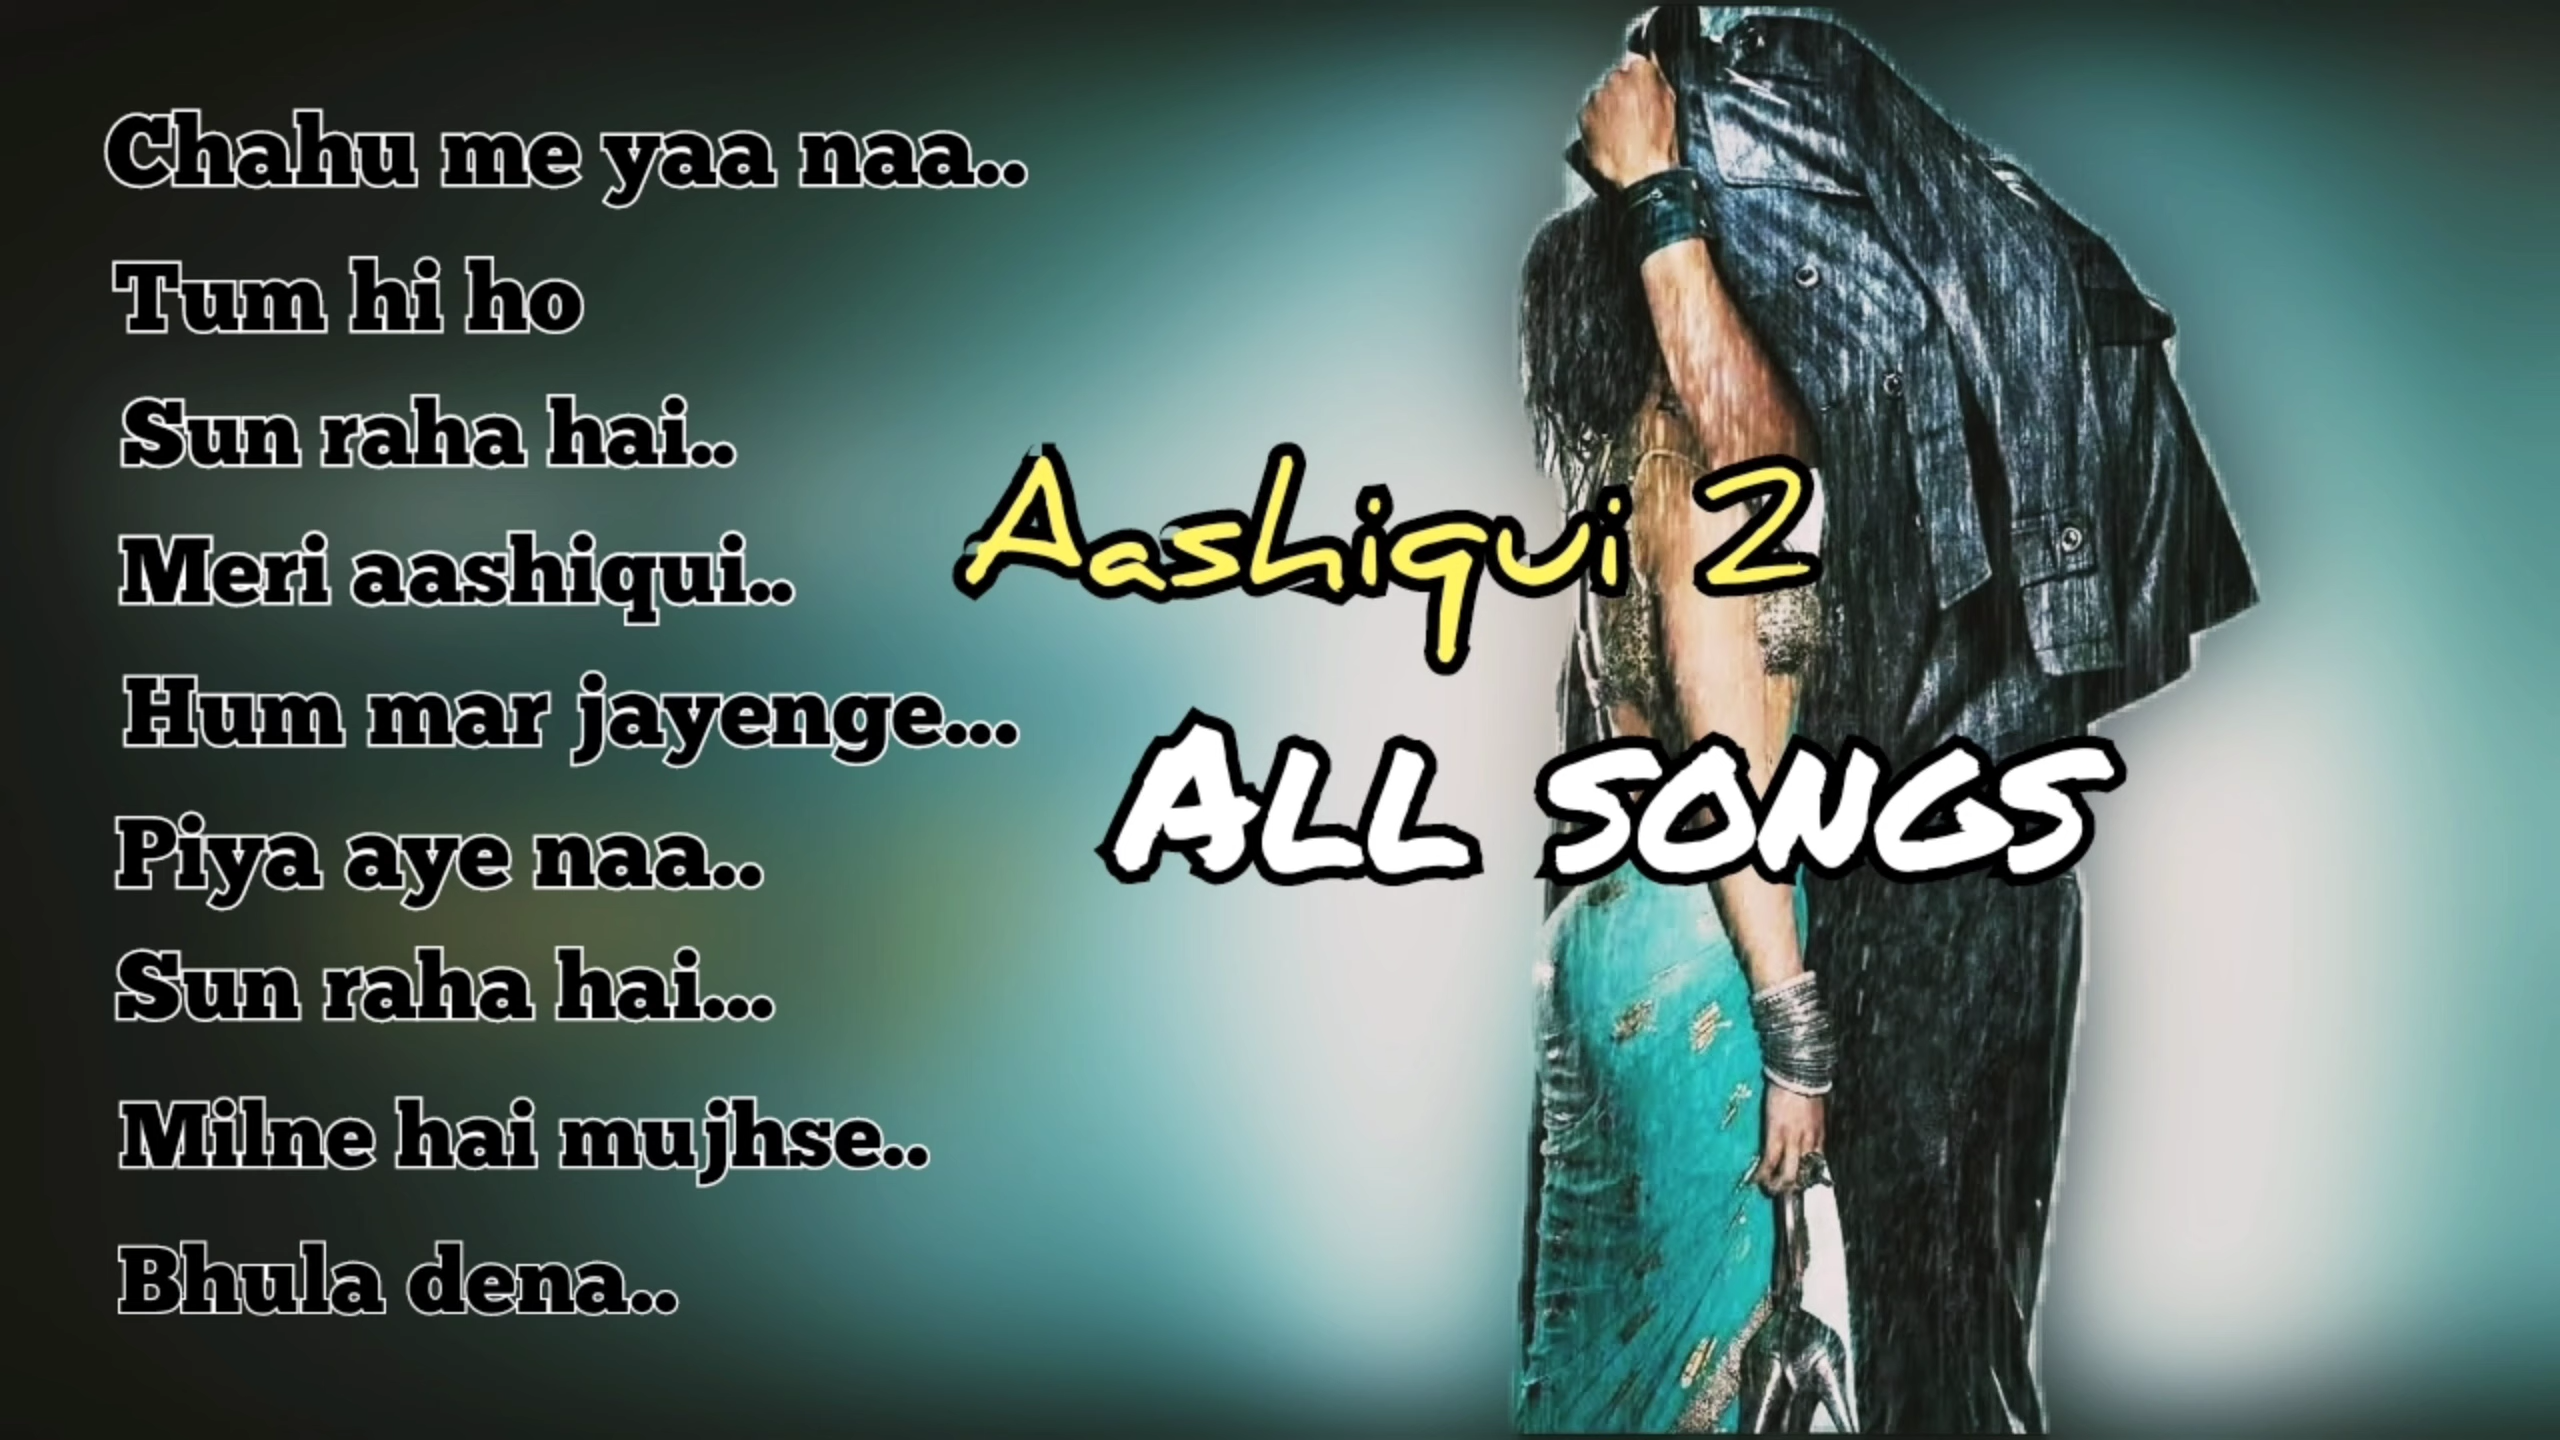 Chahu me yaa naa..
Tum hi ho
Sun raha hai..
Meri aashiqui..
Hum mar jayenge...
Piya aye naa..
Sun raha hai...
Milne hai mujhse..
Bhula dena..
Aashiqui 2
ALL SONGS